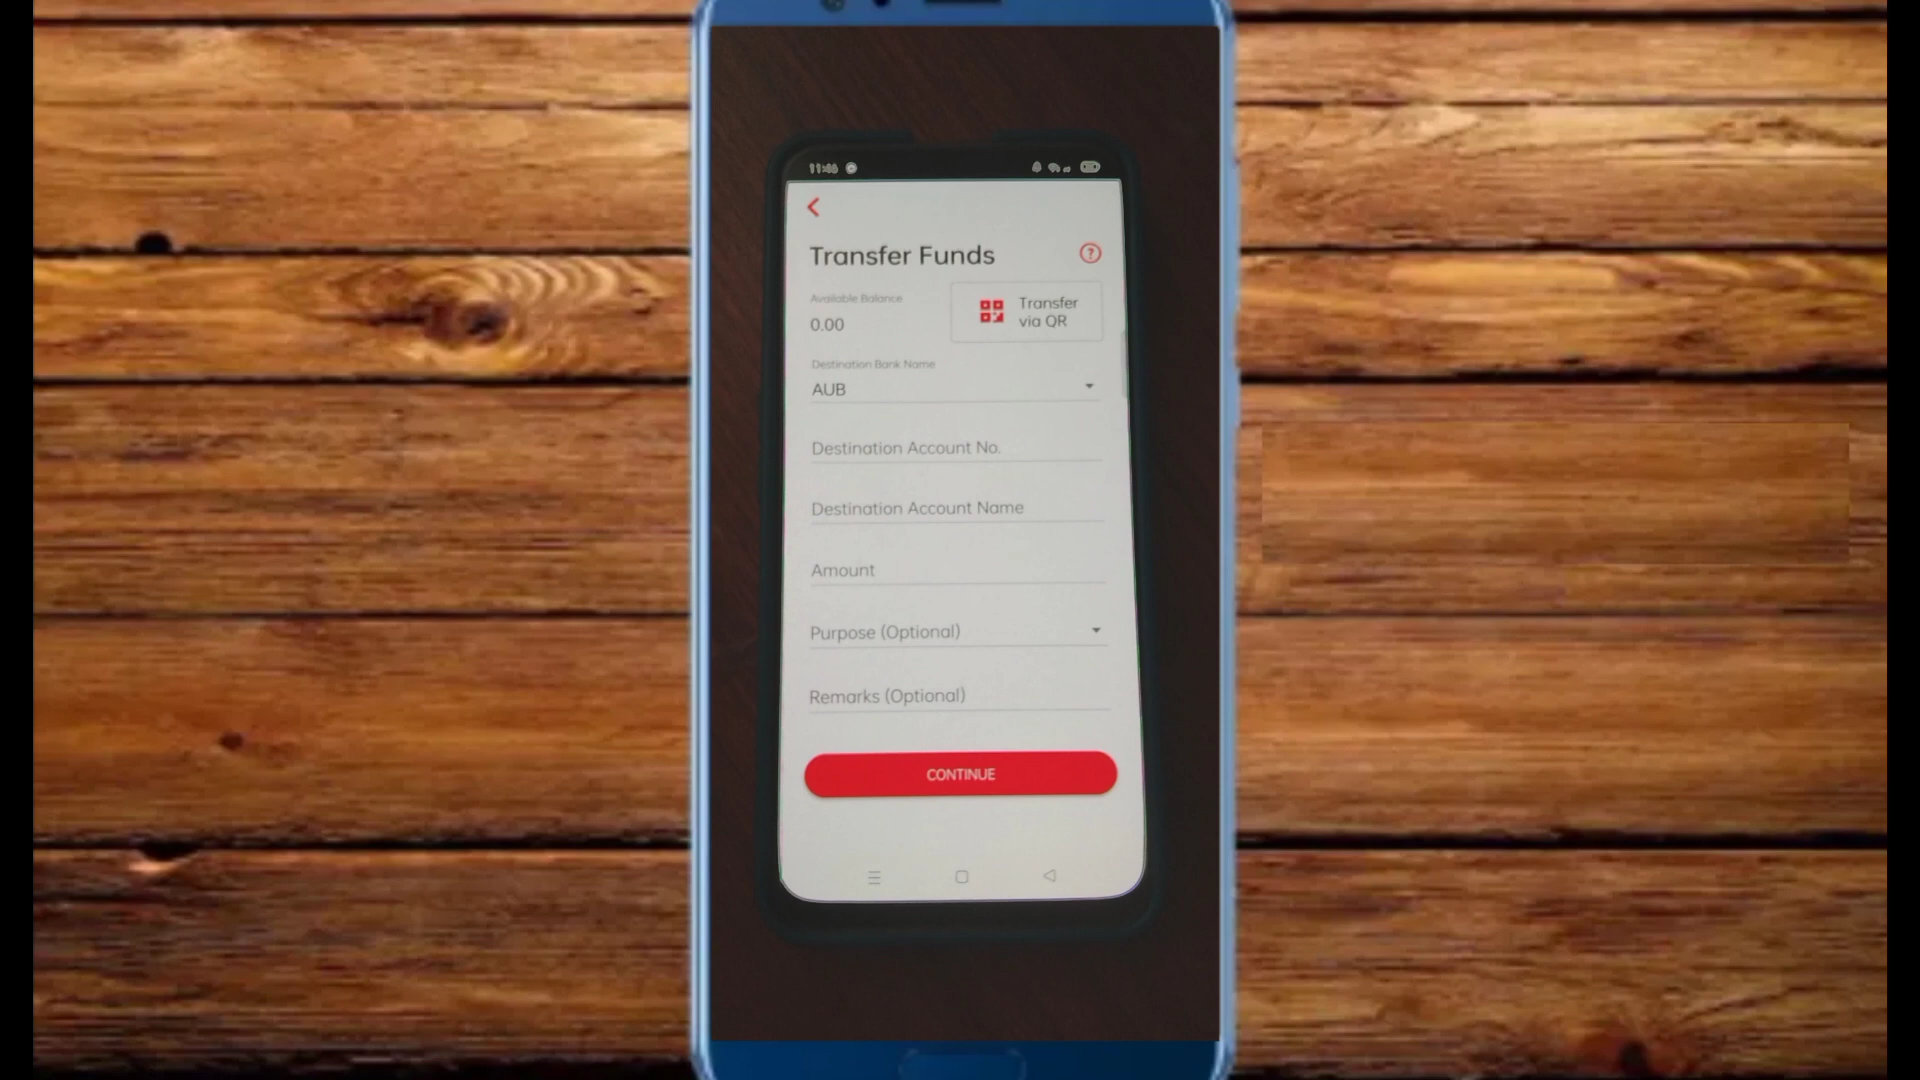 11:06
Transfer Funds
?
Available Balance
0.00
Transfer
via QR
Destination Bank Name
AUB
Destination Account No.
Destination Account Name
Amount
Purpose (Optional)
Remarks (Optional)
CONTINUE